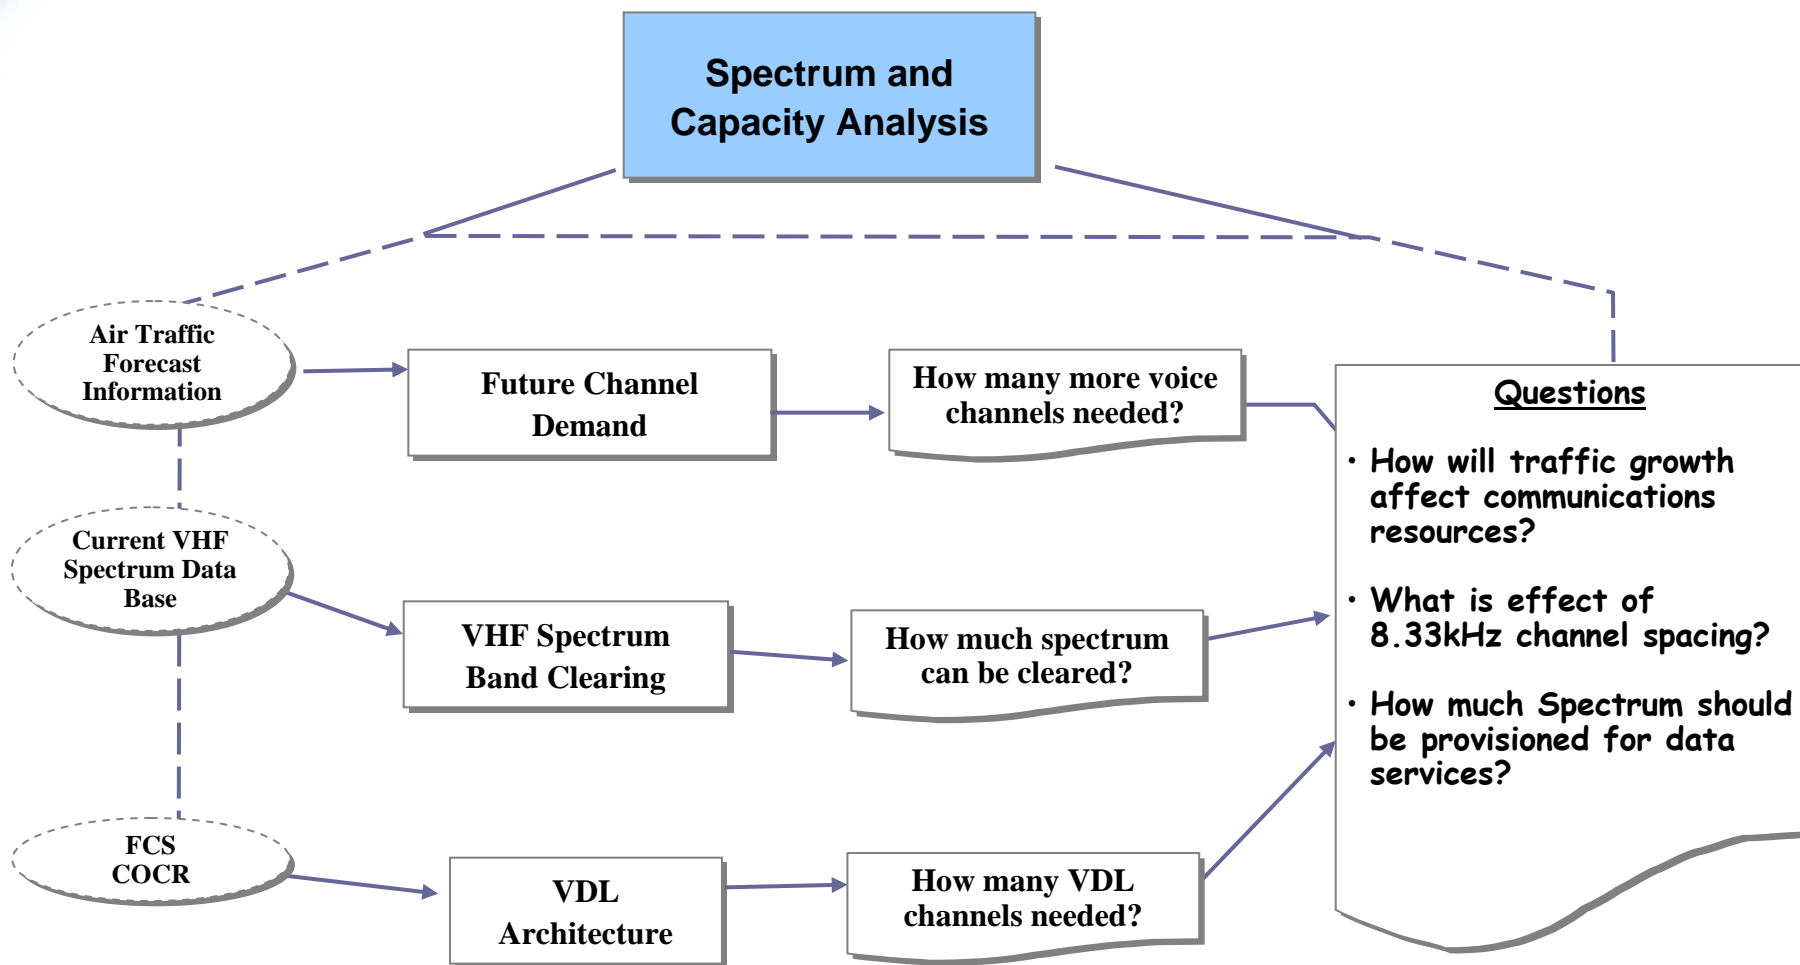 Spectrum and
Capacity Analysis
Air Traffic
Forecast
Information
Future Channel
Demand
How many more voice
channels needed?
Current VHF
Spectrum Data
Base
VHF Spectrum
Band Clearing
How much spectrum
can be cleared?
FCS
COCR
VDL
Architecture
How many VDL
channels needed?
Questions
• How will traffic growth
affect communications
resources?
• What is effect of
8.33kHz channel spacing?
• How much Spectrum should
be provisioned for data
services?